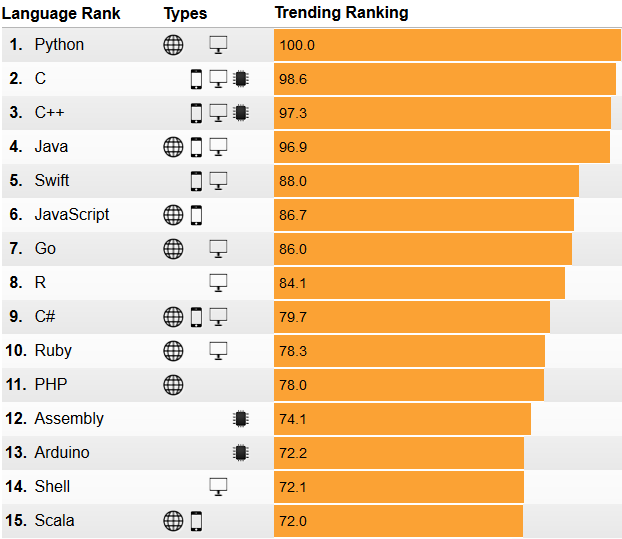 Language Rank Types Trending Ranking
1. Python 100.0
2. C 98.6
3. C++ 97.3
4. Java 96.9
5. Swift 88.0
6. JavaScript 86.7
7. Go 86.0
8. R 84.1
9. C# 79.7
10. Ruby 78.3
11. PHP 78.0
12. Assembly 74.1
13. Arduino 72.2
14. Shell 72.1
15. Scala 72.0